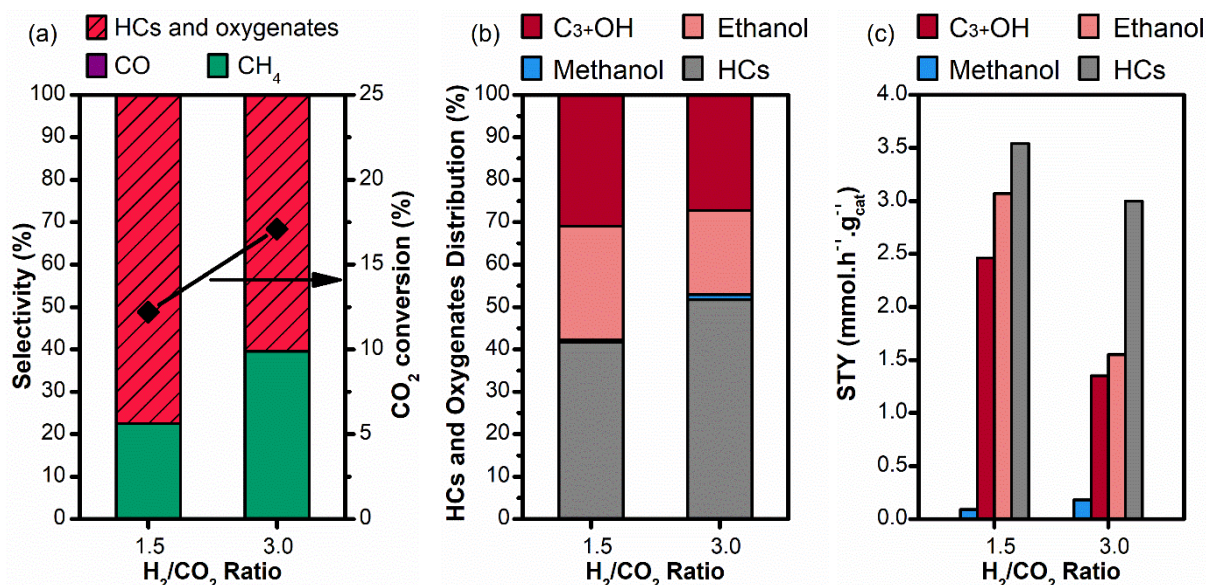 (a)
HCs and oxygenates
CO
CH₄
Selectivity (%)
100
90
80
70
60
50
40
30
20
10
0
25
20
15
10
5
0
CO₂ conversion (%)
1.5
3.0
H₂/CO₂ Ratio
(b)
C₃₊OH
Ethanol
Methanol
HCs
HCs and Oxygenates Distribution (%)
100
90
80
70
60
50
40
30
20
10
0
1.5
3.0
H₂/CO₂ Ratio
(c)
C₃₊OH
Ethanol
Methanol
HCs
STY (mmol.h⁻¹.g⁻¹cat)
4.0
3.5
3.0
2.5
2.0
1.5
1.0
0.5
0.0
1.5
3.0
H₂/CO₂ Ratio